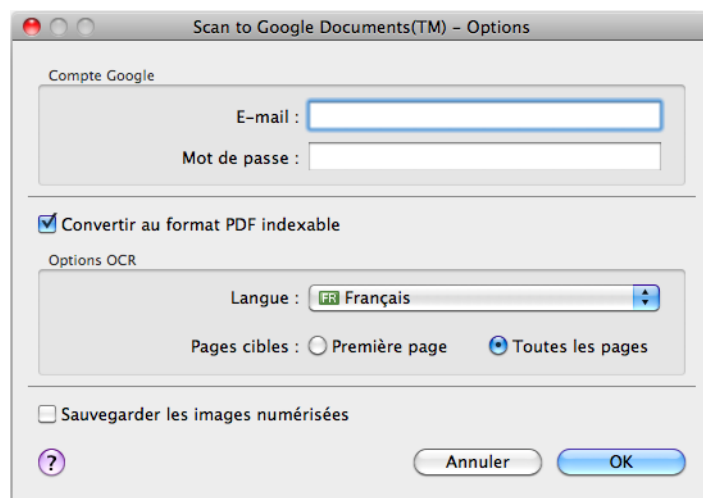 Scan to Google Documents(TM) – Options
Compte Google
E-mail :
Mot de passe :
Convertir au format PDF indexable
Options OCR
Langue : FR Français
Pages cibles : Première page Toutes les pages
Sauvegarder les images numérisées
? Annuler OK